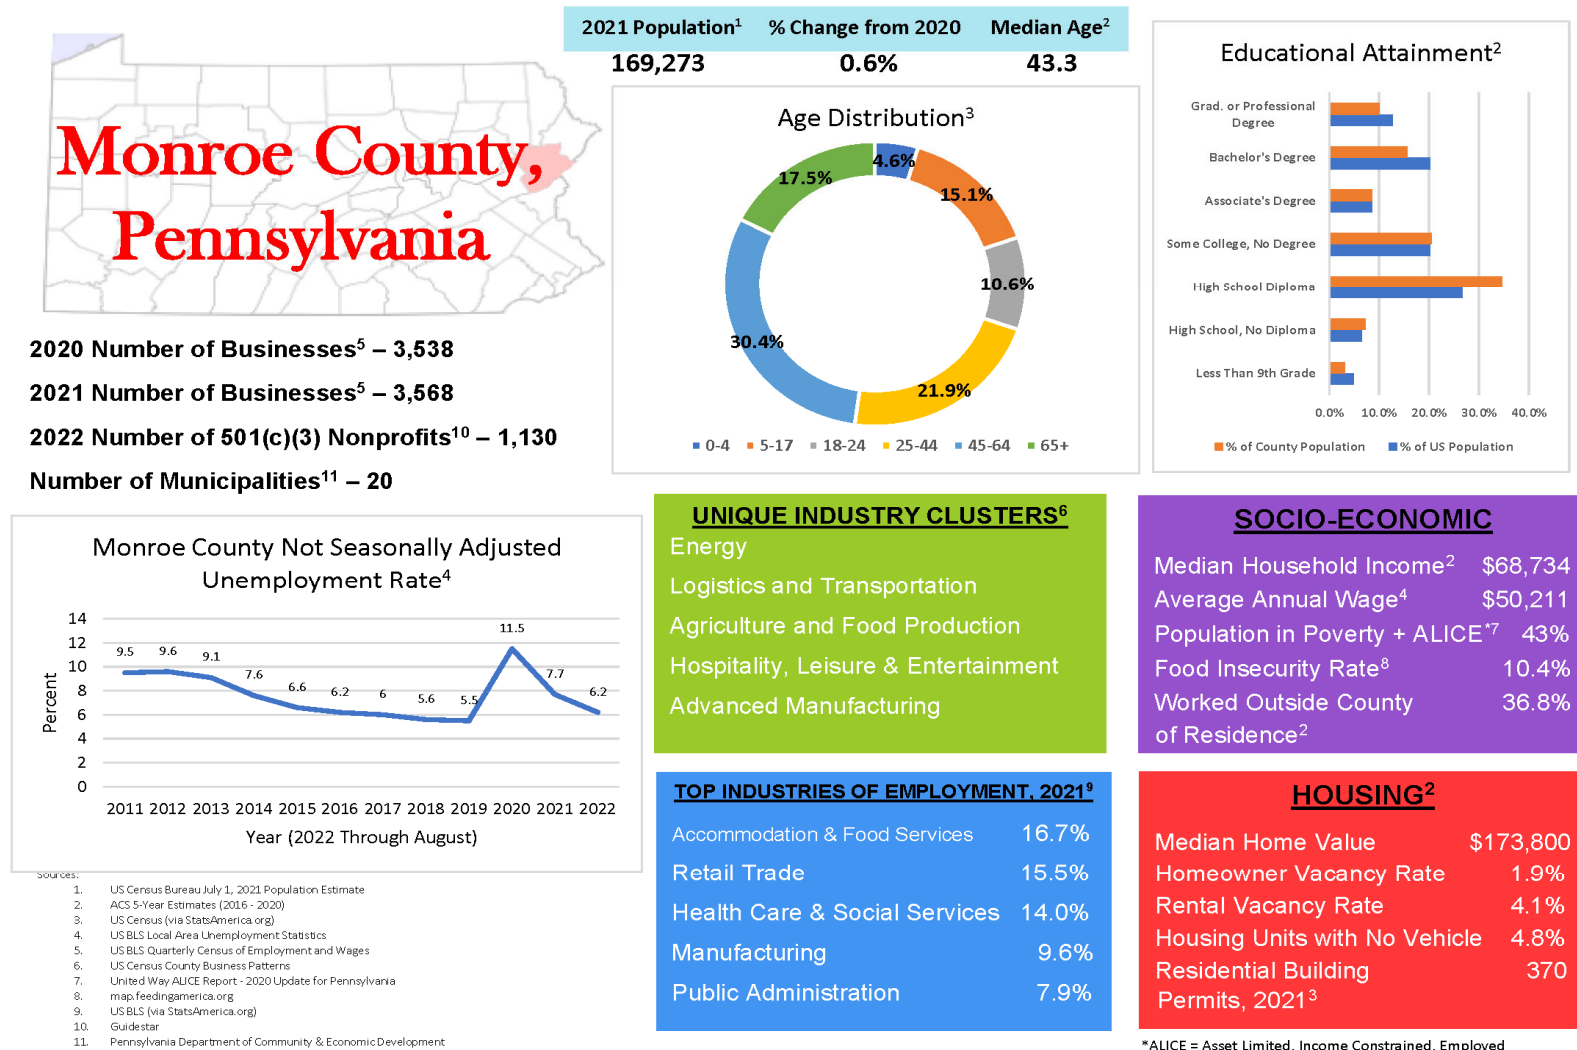 Monroe County,
Pennsylvania
2021 Population1 % Change from 2020 Median Age2
169,273 0.6% 43.3
2020 Number of Businesses5 – 3,538
2021 Number of Businesses5 – 3,568
2022 Number of 501(c)(3) Nonprofits10 – 1,130
Number of Municipalities11 – 20
Age Distribution3
4.6%
15.1%
10.6%
21.9%
30.4%
17.5%
0-4 5-17 18-24 25-44 45-64 65+
Educational Attainment2
Grad. or Professional
Degree
Bachelor's Degree
Associate's Degree
Some College, No Degree
High School Diploma
High School, No Diploma
Less Than 9th Grade
0.0% 10.0% 20.0% 30.0% 40.0%
% of County Population % of US Population
Monroe County Not Seasonally Adjusted
Unemployment Rate4
Percent
14
12
10
8
6
4
2
0
9.5 9.6 9.1 7.6 6.6 6.2 6 5.6 5.5 11.5 7.7 6.2
2011 2012 2013 2014 2015 2016 2017 2018 2019 2020 2021 2022
Year (2022 Through August)
UNIQUE INDUSTRY CLUSTERS6
Energy
Logistics and Transportation
Agriculture and Food Production
Hospitality, Leisure & Entertainment
Advanced Manufacturing
SOCIO-ECONOMIC
Median Household Income2 $68,734
Average Annual Wage4 $50,211
Population in Poverty + ALICE*7 43%
Food Insecurity Rate8 10.4%
Worked Outside County 36.8%
of Residence2
TOP INDUSTRIES OF EMPLOYMENT, 20219
Accommodation & Food Services 16.7%
Retail Trade 15.5%
Health Care & Social Services 14.0%
Manufacturing 9.6%
Public Administration 7.9%
HOUSING2
Median Home Value $173,800
Homeowner Vacancy Rate 1.9%
Rental Vacancy Rate 4.1%
Housing Units with No Vehicle 4.8%
Residential Building 370
Permits, 20213
Sources:
1. US Census Bureau July 1, 2021 Population Estimate
2. ACS 5-Year Estimates (2016 - 2020)
3. US Census (via StatsAmerica.org)
4. US BLS Local Area Unemployment Statistics
5. US BLS Quarterly Census of Employment and Wages
6. US Census County Business Patterns
7. United Way ALICE Report - 2020 Update for Pennsylvania
8. map.feedingamerica.org
9. US BLS (via StatsAmerica.org)
10. Guidestar
11. Pennsylvania Department of Community & Economic Development
*ALICE = Asset Limited, Income Constrained, Employed